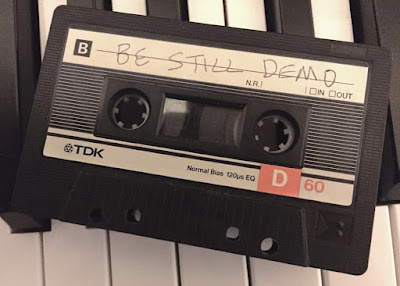 B BE STILL DEMO
N.R. IN OUT
TDK
Normal Bias 120μs EQ
D 60